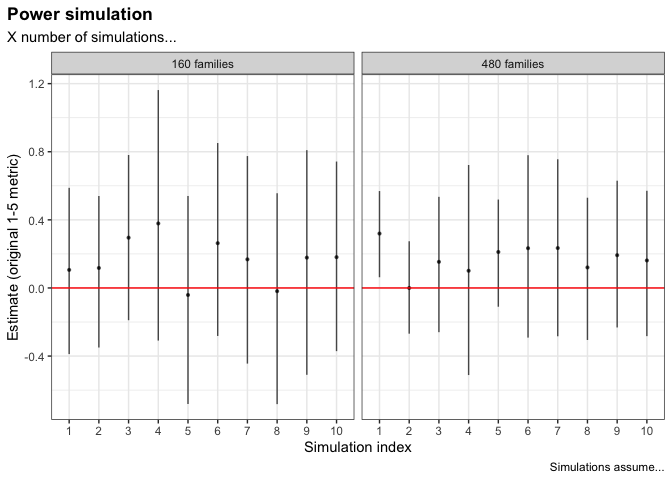 Power simulation
X number of simulations...
160 families
480 families
Estimate (original 1-5 metric)
1.2
0.8
0.4
0.0
-0.4
1 2 3 4 5 6 7 8 9 10
1 2 3 4 5 6 7 8 9 10
Simulation index
Simulations assume...